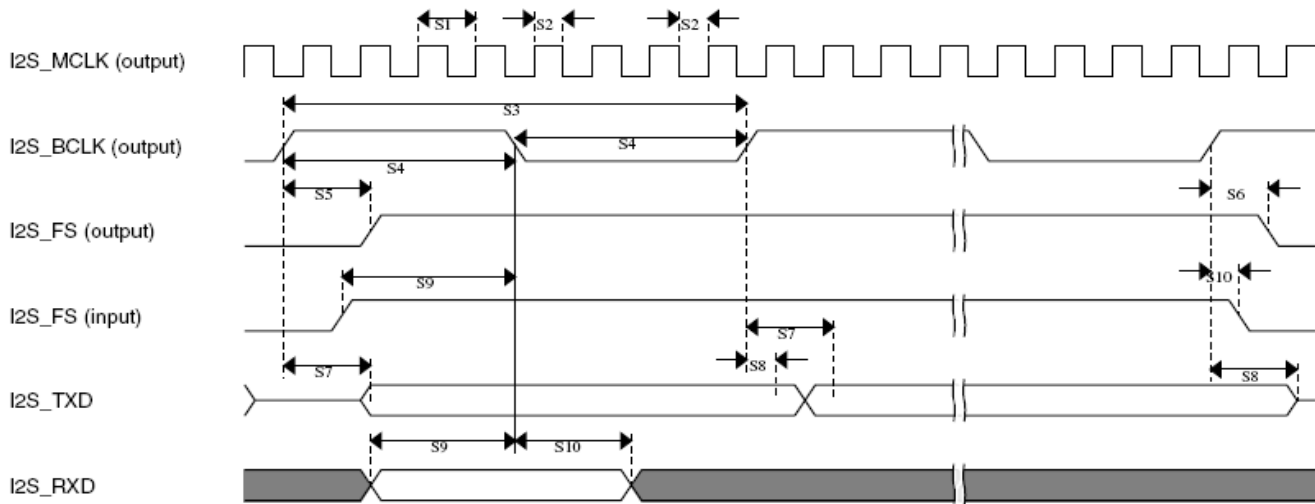 S1 S2 S2
I2S_MCLK (output)
S3
I2S_BCLK (output) S4
S4
S5 S6
I2S_FS (output)
S9 S10
I2S_FS (input)
S7
S7 S8 S8
I2S_TXD
S9 S10
I2S_RXD